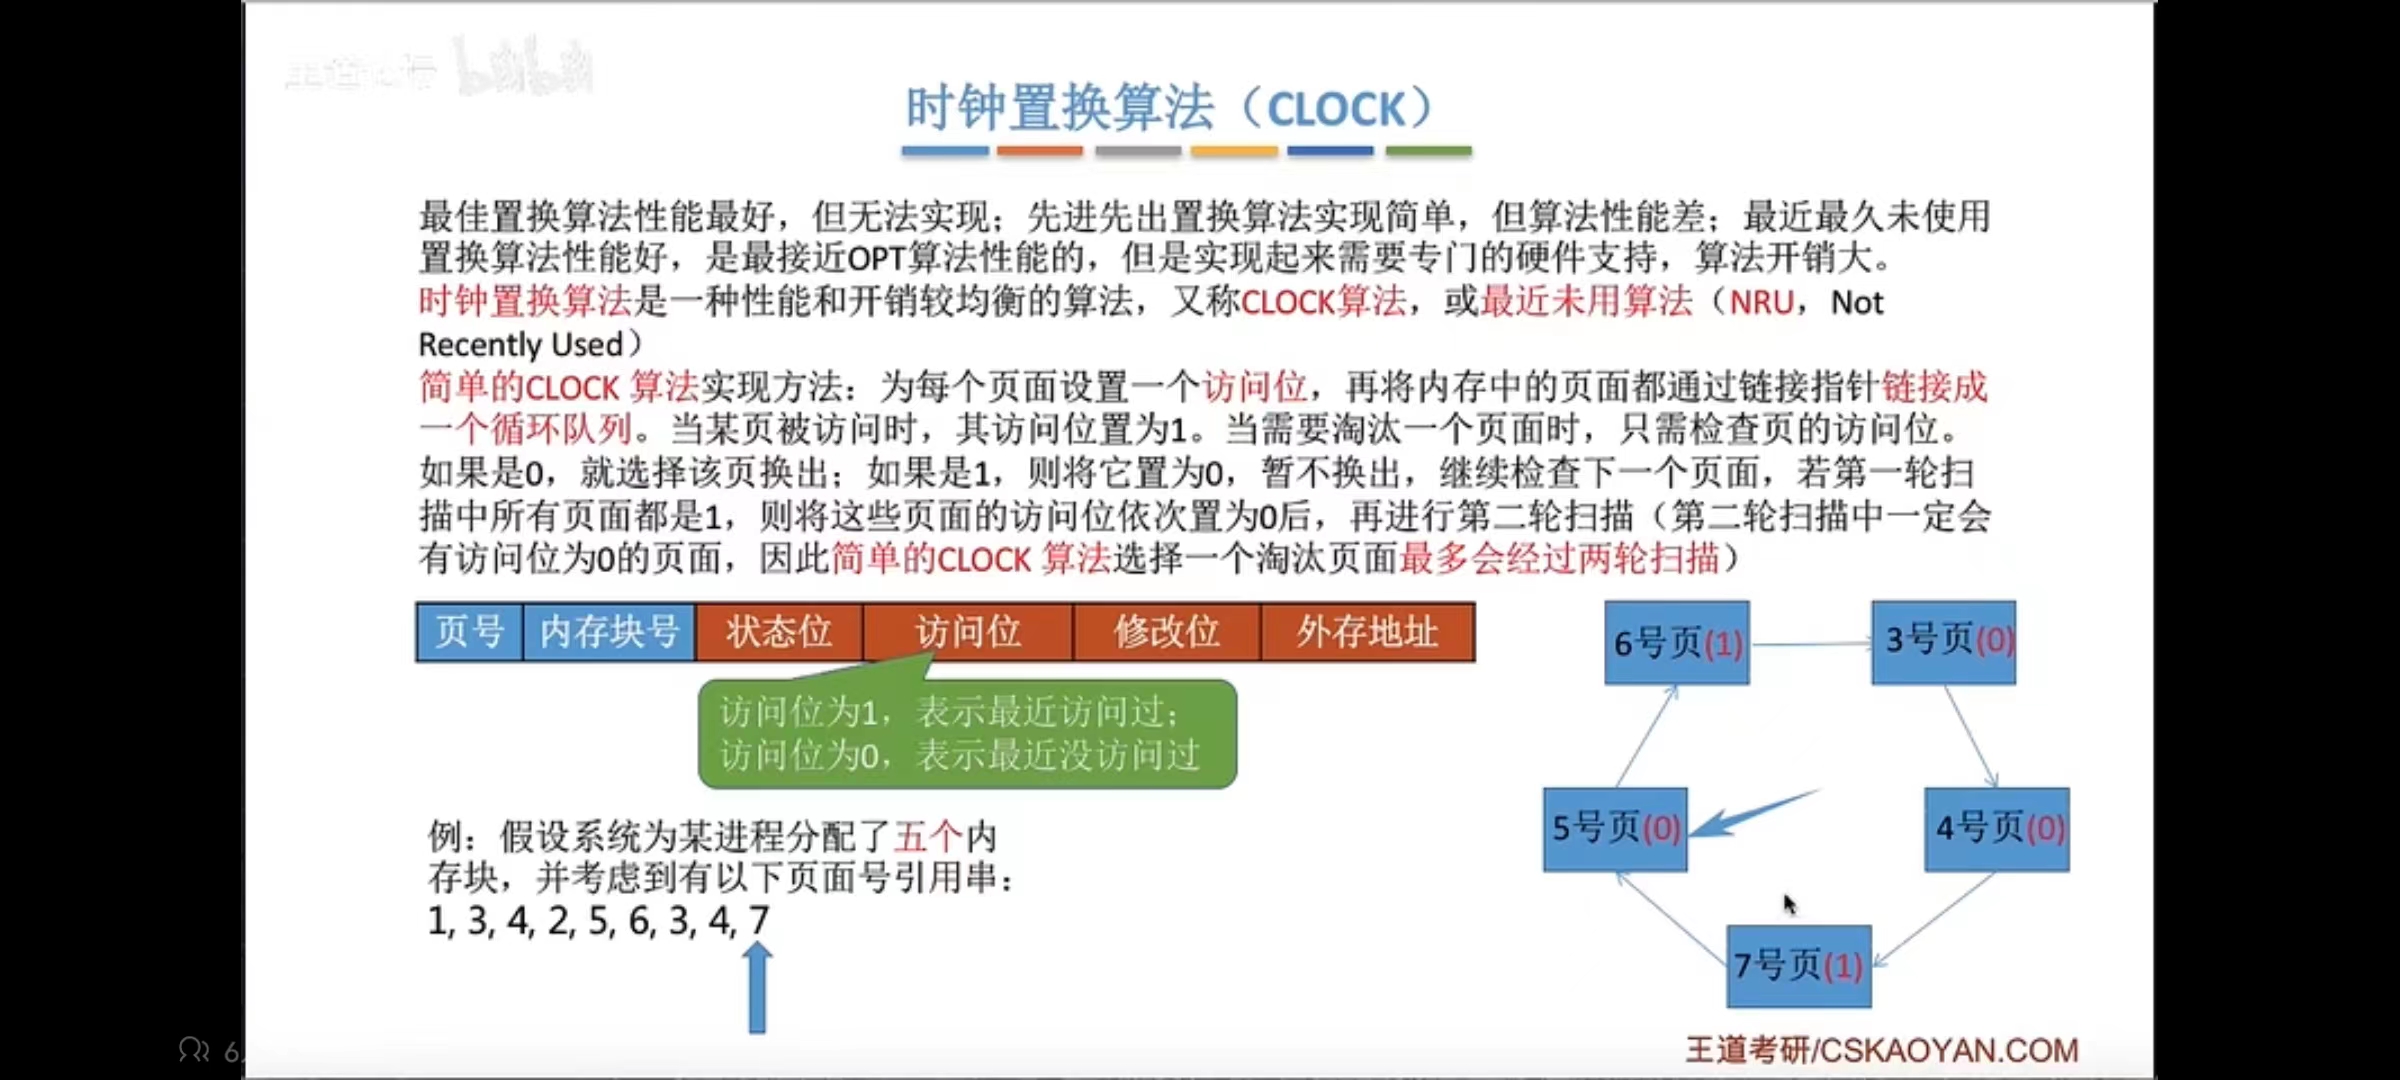 时钟置换算法（CLOCK）
最佳置换算法性能最好，但无法实现；先进先出置换算法实现简单，但算法性能差；最近最久未使用
置换算法性能好，是最接近OPT算法性能的，但是实现起来需要专门的硬件支持，算法开销大。
时钟置换算法是一种性能和开销较均衡的算法，又称CLOCK算法，或最近未用算法（NRU，Not
Recently Used）
简单的CLOCK 算法实现方法：为每个页面设置一个访问位，再将内存中的页面都通过链接指针链接成
一个循环队列。当某页被访问时，其访问位置为1。当需要淘汰一个页面时，只需检查页的访问位。
如果是0，就选择该页换出；如果是1，则将它置为0，暂不换出，继续检查下一个页面，若第一轮扫
描中所有页面都是1，则将这些页面的访问位依次置为0后，再进行第二轮扫描（第二轮扫描中一定会
有访问位为0的页面，因此简单的CLOCK 算法选择一个淘汰页面最多会经过两轮扫描）
页号 内存块号 状态位 访问位 修改位 外存地址
访问位为1，表示最近访问过；
访问位为0，表示最近没访问过
例：假设系统为某进程分配了五个内
存块，并考虑到有以下页面号引用串：
1, 3, 4, 2, 5, 6, 3, 4, 7
6号页(1)
3号页(0)
5号页(0)
4号页(0)
7号页(1)
王道考研/CSKAOYAN.COM